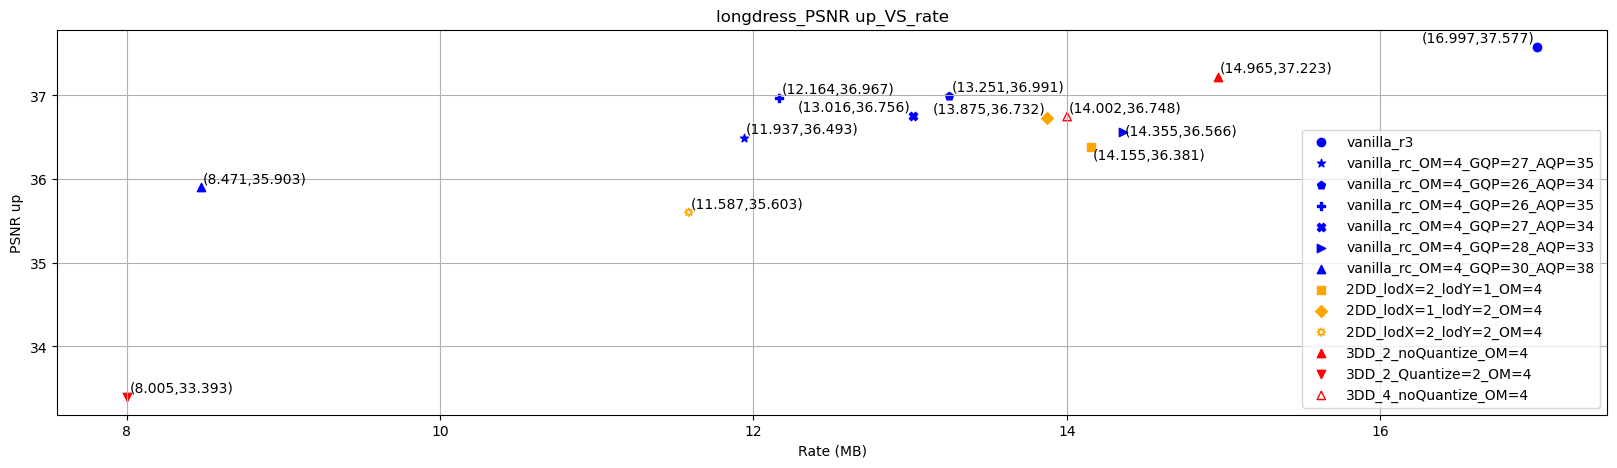 longdress_PSNR up_VS_rate
(16.997,37.577)
(14.965,37.223)
(12.164,36.967)
(13.251,36.991)
(13.016,36.756)
(13.875,36.732)
(14.002,36.748)
(11.937,36.493)
(14.355,36.566)
(14.155,36.381)
(8.471,35.903)
(11.587,35.603)
(8.005,33.393)
37
36
35
34
PSNR up
8
10
12
14
16
Rate (MB)
vanilla_r3
vanilla_rc_OM=4_GQP=27_AQP=35
vanilla_rc_OM=4_GQP=26_AQP=34
vanilla_rc_OM=4_GQP=26_AQP=35
vanilla_rc_OM=4_GQP=27_AQP=34
vanilla_rc_OM=4_GQP=28_AQP=33
vanilla_rc_OM=4_GQP=30_AQP=38
2DD_lodX=2_lodY=1_OM=4
2DD_lodX=1_lodY=2_OM=4
2DD_lodX=2_lodY=2_OM=4
3DD_2_noQuantize_OM=4
3DD_2_Quantize=2_OM=4
3DD_4_noQuantize_OM=4